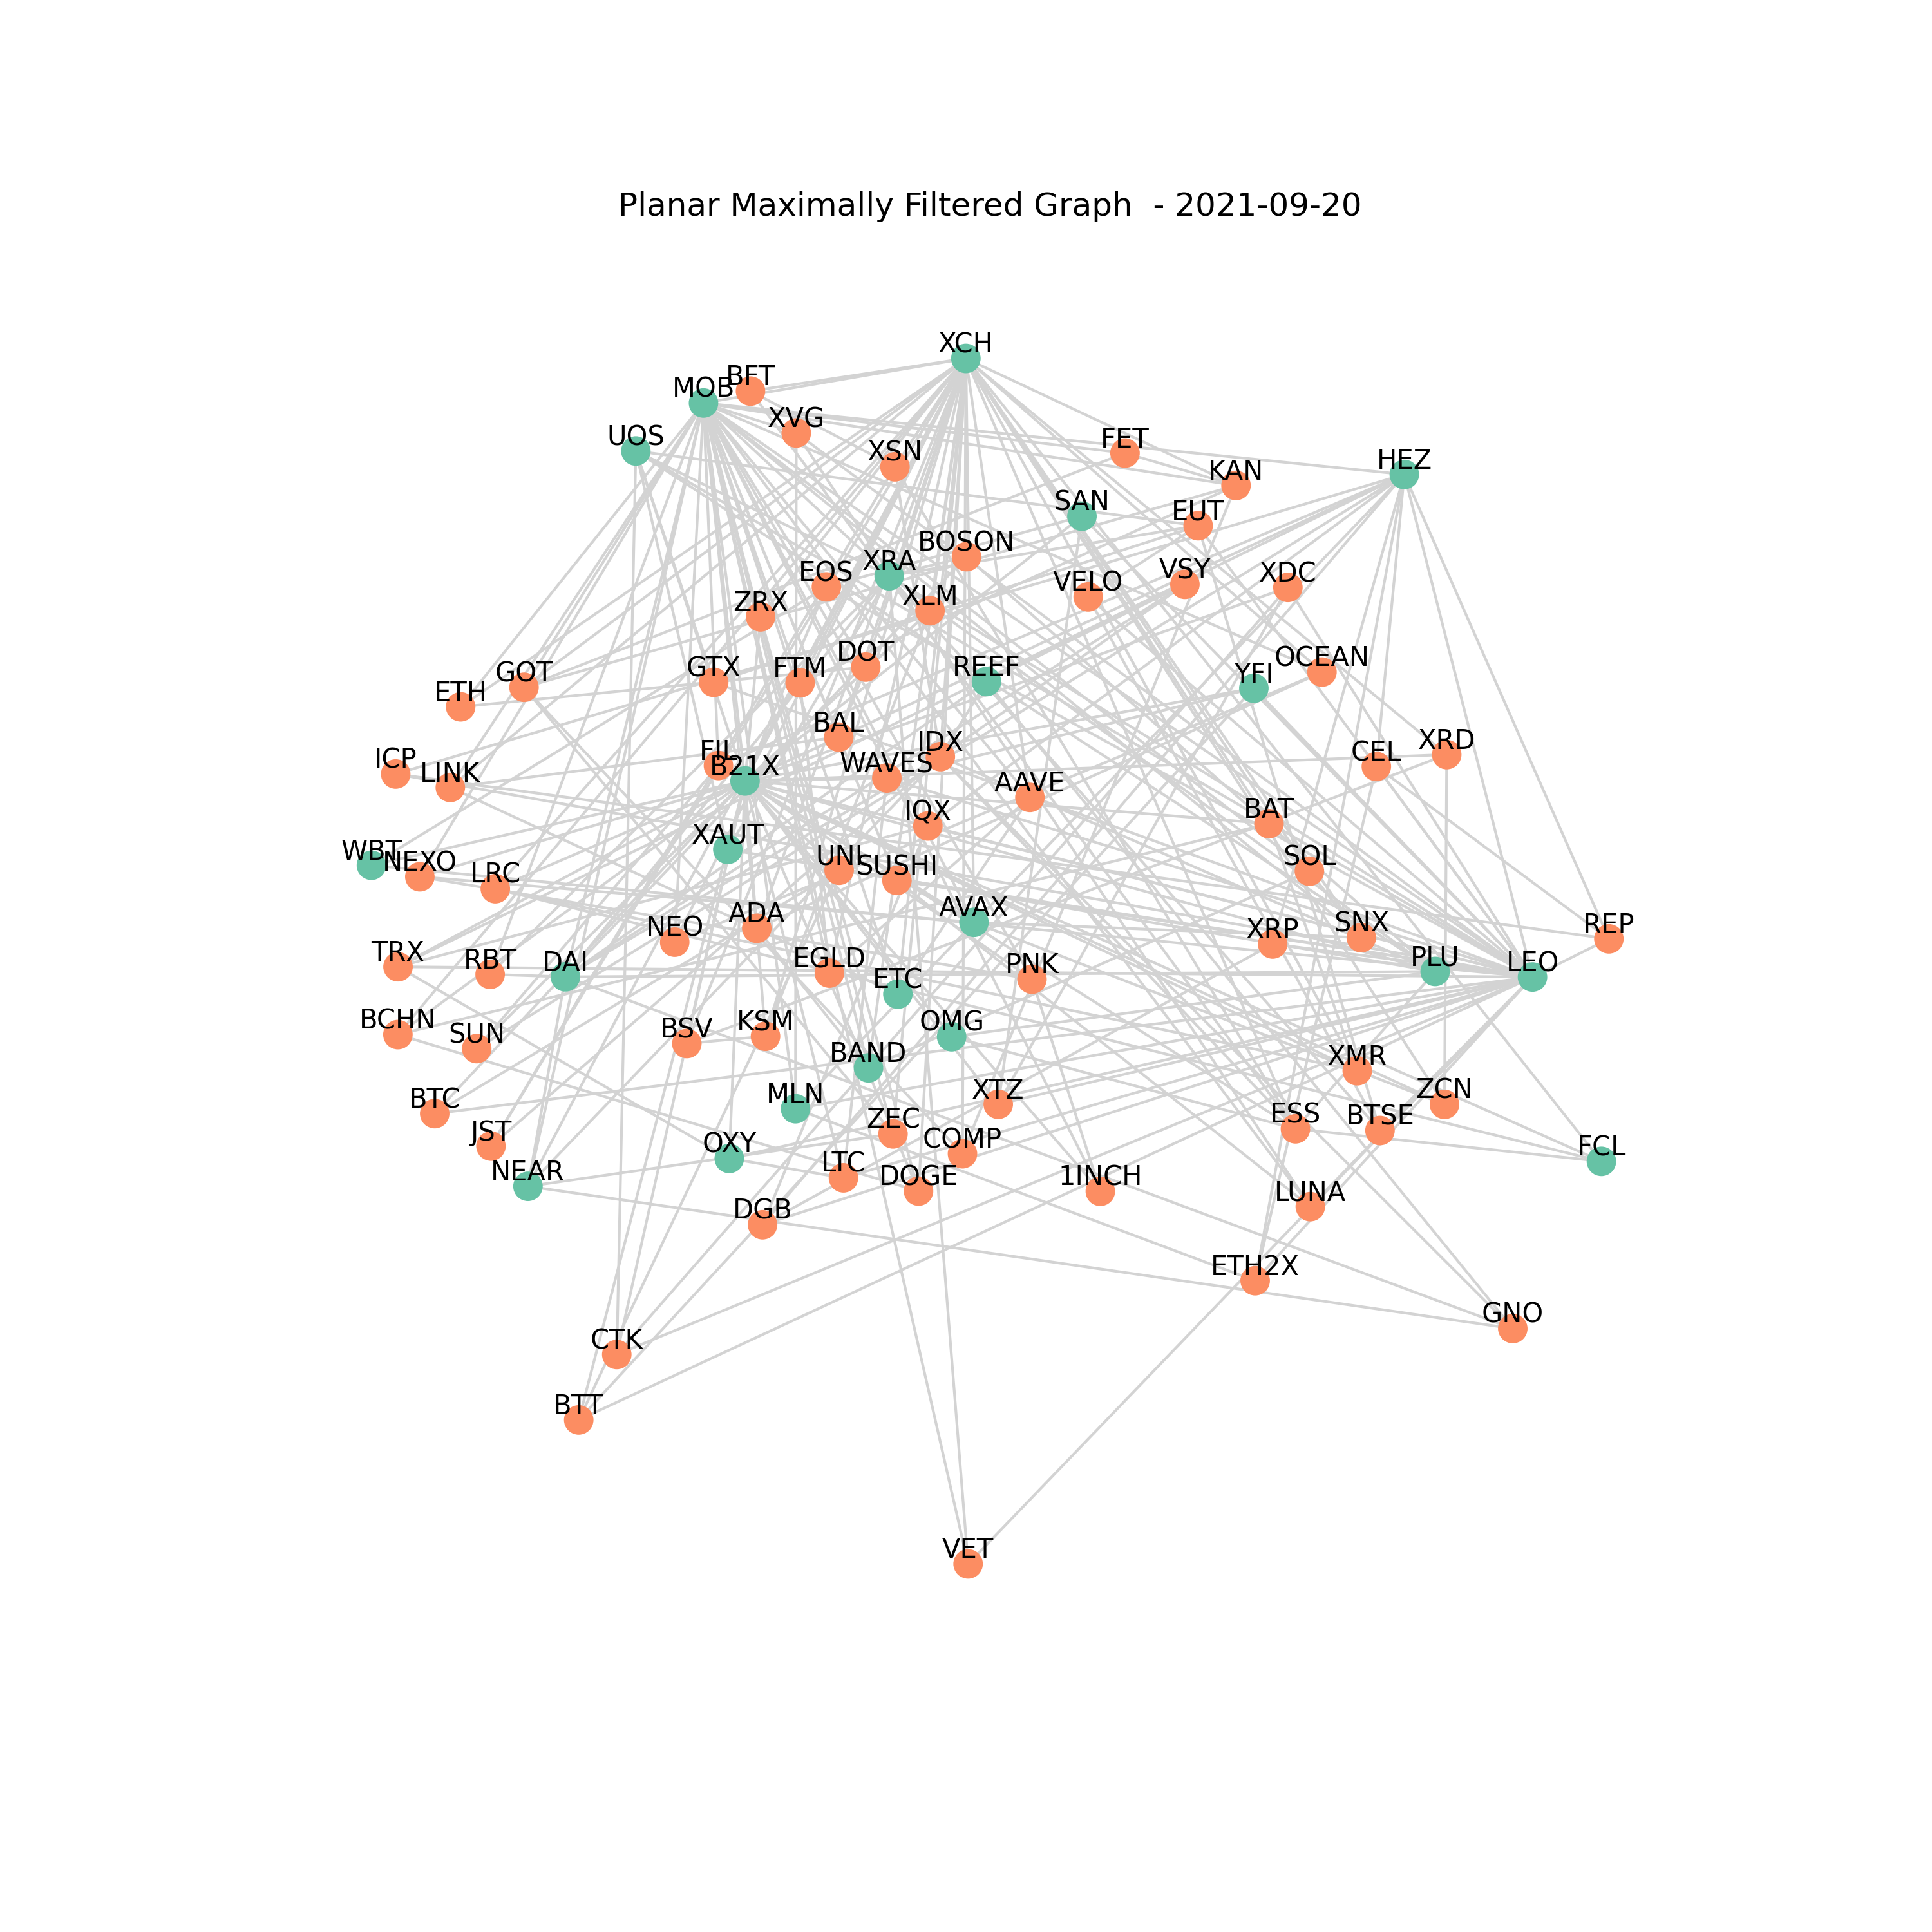 Planar Maximally Filtered Graph - 2021-09-20
XCH
BFT
MOB
XVG
UOS
FET
XSN
HEZ
KAN
SAN
EUT
BOSON
XRA
EOS
VSY
XDC
VELO
ZRX
XLM
DOT
OCEAN
REEF
GTX
FTM
GOT
YFI
ETH
BAL
IDX
XRD
FIL
CEL
ICP
WAVES
B21X
LINK
AAVE
BAT
IQX
XAUT
WBT
SOL
UNI
NEXO
SUSHI
LRC
AVAX
ADA
SNX
REP
NEO
XRP
TRX
EGLD
PLU
RBT
DAI
LEO
PNK
ETC
BCHN
KSM
OMG
BSV
SUN
BAND
XMR
XTZ
ZCN
MLN
BTC
ESS
BTSE
ZEC
JST
COMP
OXY
FCL
LTC
NEAR
DOGE
1INCH
LUNA
DGB
ETH2X
GNO
CTK
BTT
VET